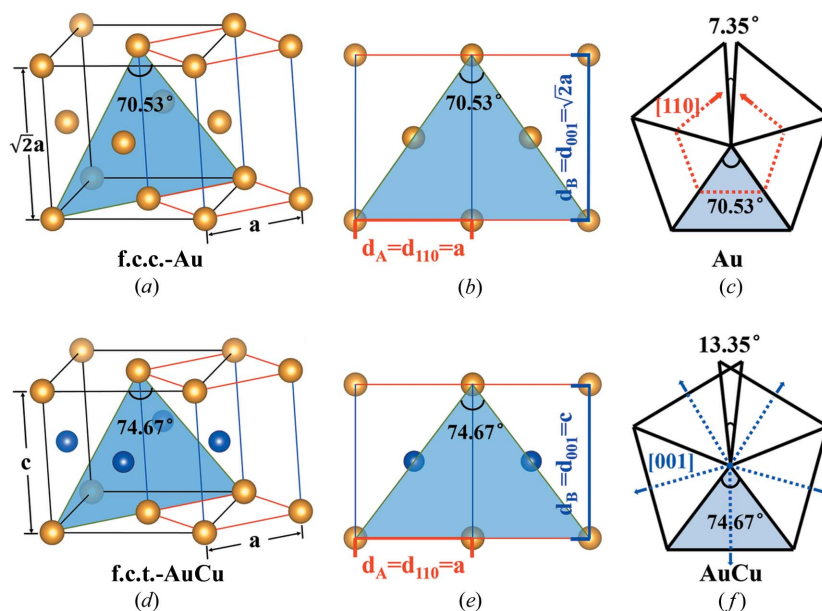 70.53°
√2a
a
f.c.c.-Au
(a)
70.53°
d_B=d_001=√2a
d_A=d_110=a
(b)
7.35°
[110]
70.53°
Au
(c)
74.67°
c
a
f.c.t.-AuCu
(d)
74.67°
d_B=d_001=c
d_A=d_110=a
(e)
13.35°
[001]
74.67°
AuCu
(f)